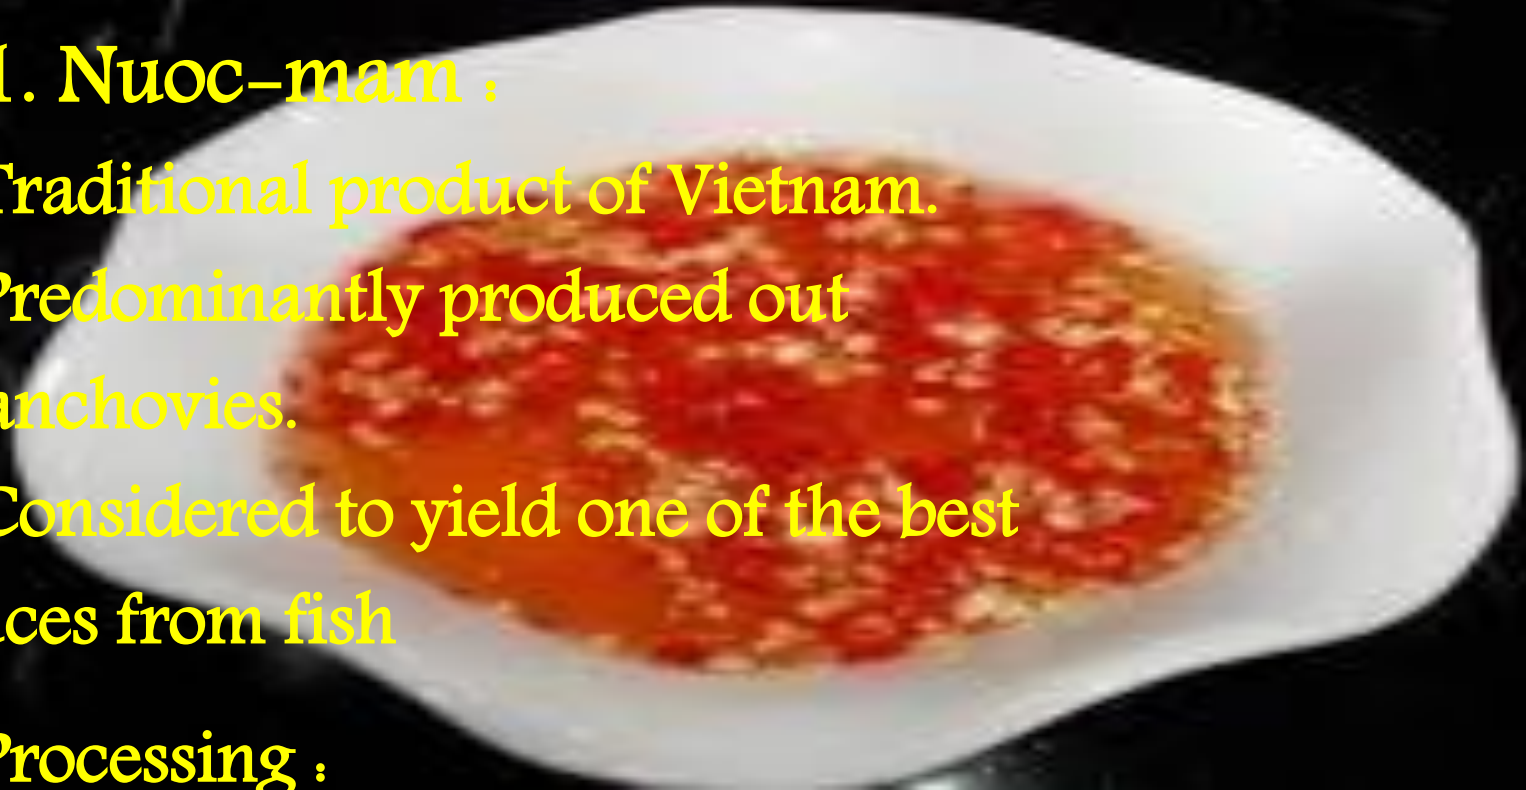 1. Nuoc-mam :
Traditional product of Vietnam.
Predominantly produced out
anchovies.
Considered to yield one of the best
from fish
Processing :